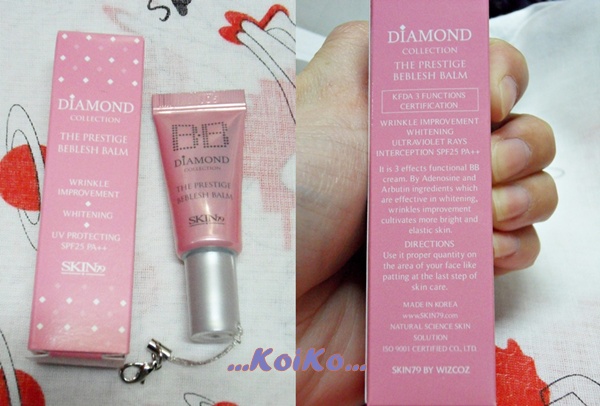 DiAMOND
COLLECTION
THE PRESTIGE
BEBLESH BALM
WRINKLE
IMPROVEMENT
WHITENING
UV PROTECTING
SPF25 PA++
SKIN79
BB
DiAMOND
COLLECTION
THE PRESTIGE
BEBLESH BALM
SKIN79
DiAMOND
COLLECTION
THE PRESTIGE
BEBLESH BALM
KFDA 3 FUNCTIONS
CERTIFICATION
WRINKLE IMPROVEMENT
WHITENING
ULTRAVIOLET RAYS
INTERCEPTION SPF25 PA++
It is 3 effects functional BB
cream. By Adenosine and
Arbutin ingredients which
are effective in whitening,
wrinkles improvement
cultivates more bright and
elastic skin.
DIRECTIONS
Use it proper quantity on
the area of your face like
patting at the last step of
skin care.
MADE IN KOREA
www.SKIN79.com
NATURAL SCIENCE SKIN
SOLUTION
ISO 9001 CERTIFIED CO., LTD.
SKIN79 BY WIZCOZ
...KoiKo...